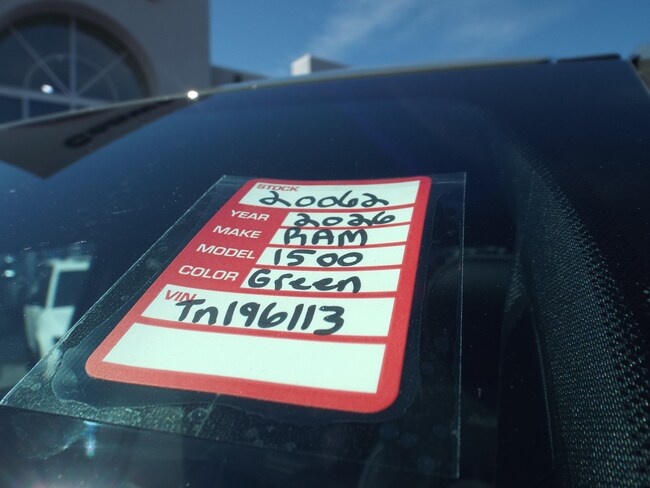 STOCK
20062
YEAR 2026
MAKE RAM
MODEL 1500
COLOR Green
VIN
Tn196113